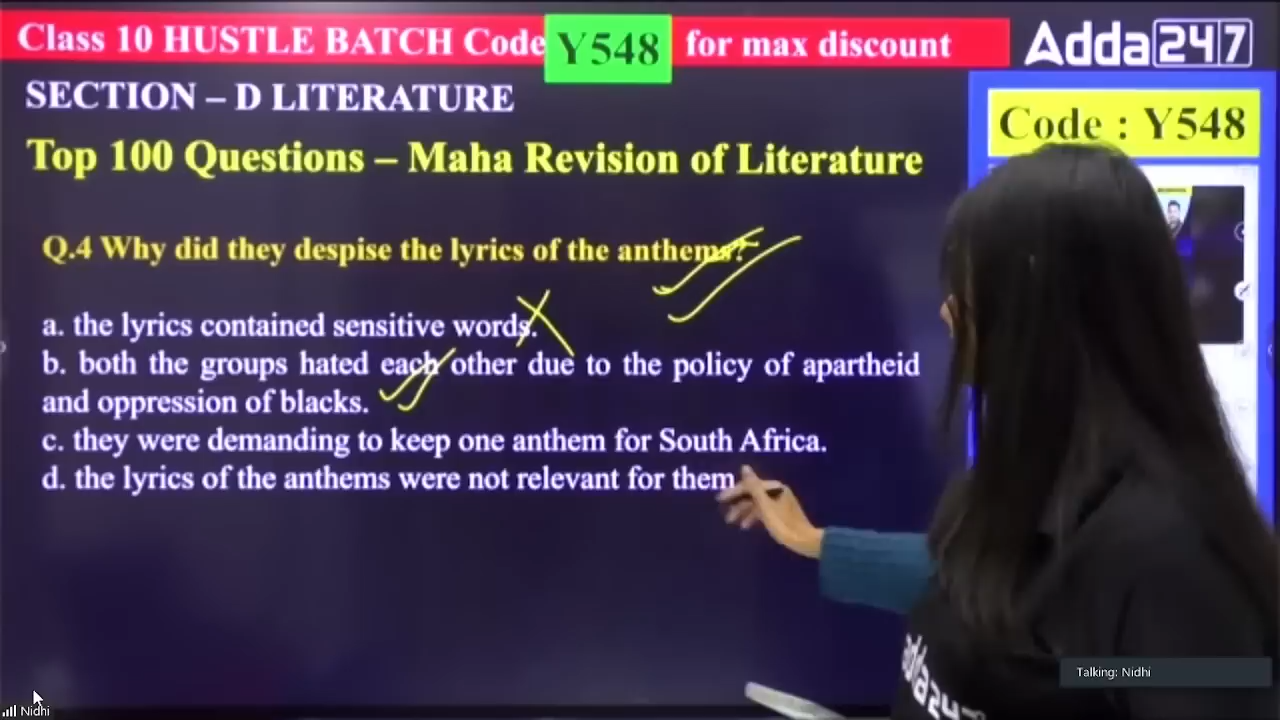 Class 10 HUSTLE BATCH Code Y548 for max discount
Adda247
SECTION – D LITERATURE
Code : Y548
Top 100 Questions – Maha Revision of Literature
Q.4 Why did they despise the lyrics of the anthems?
a. the lyrics contained sensitive words.
b. both the groups hated each other due to the policy of apartheid
and oppression of blacks.
c. they were demanding to keep one anthem for South Africa.
d. the lyrics of the anthems were not relevant for them
adda247
Talking: Nidhi
Nidhi